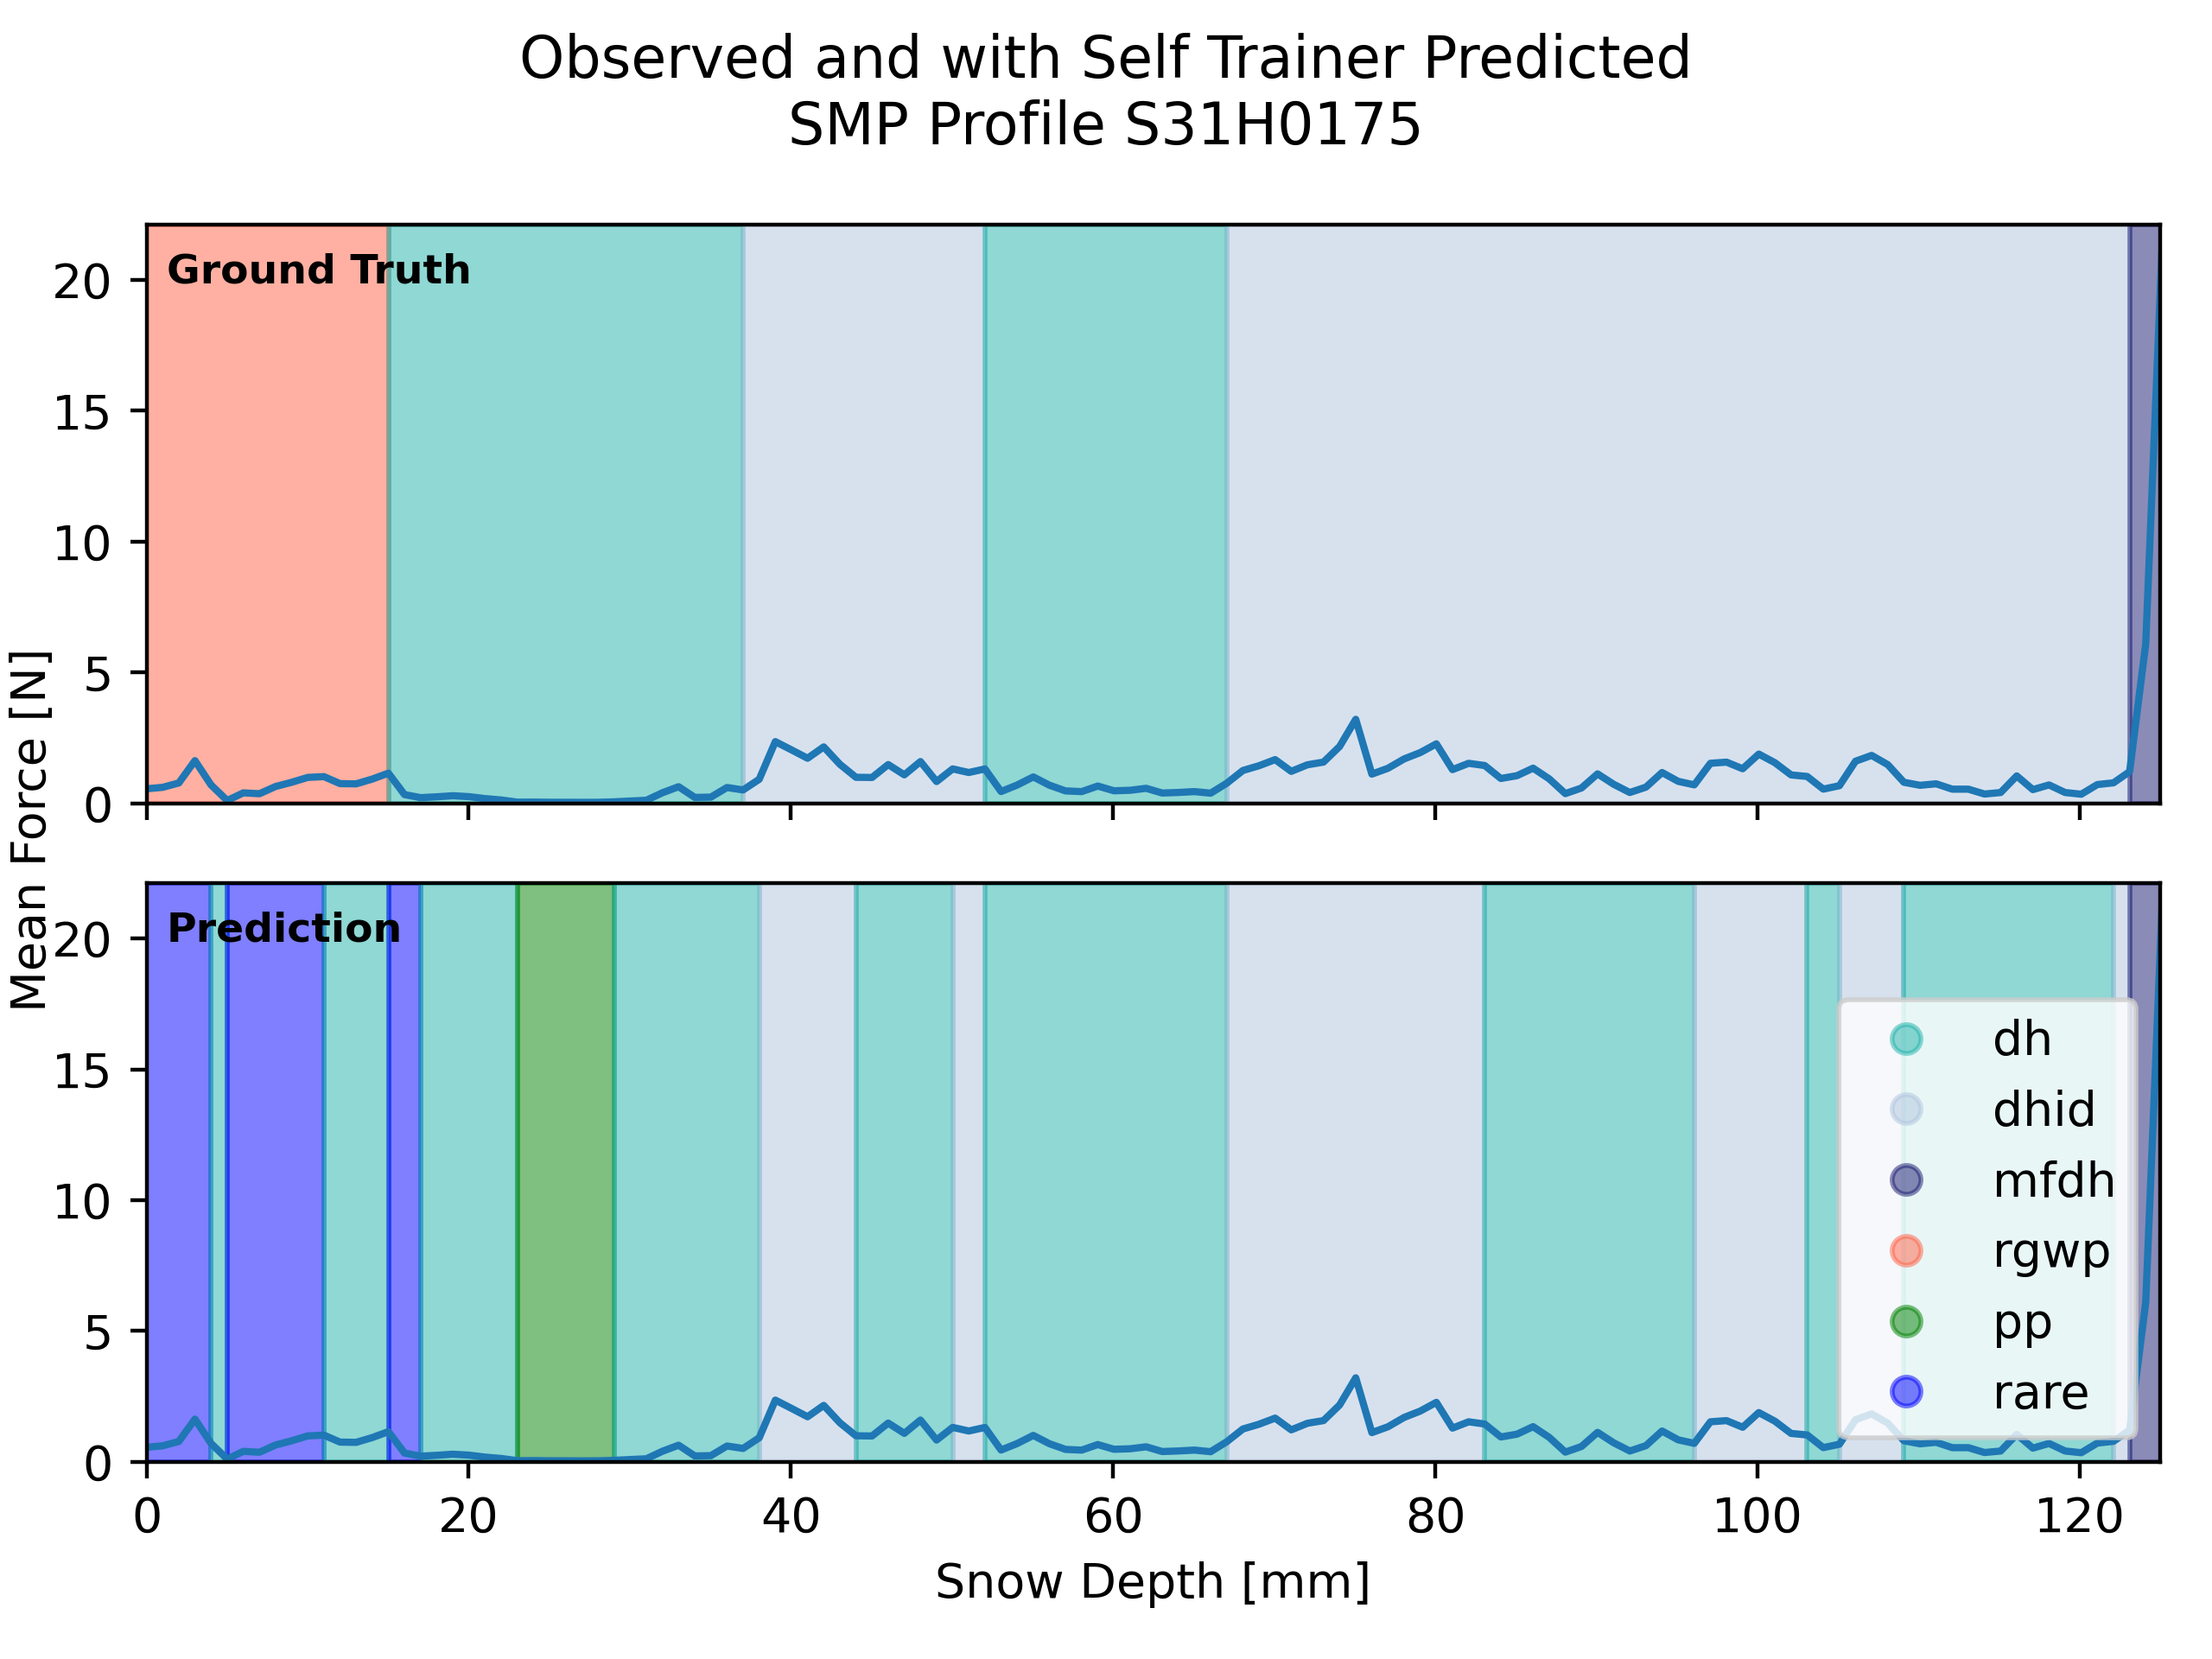 Observed and with Self Trainer Predicted
SMP Profile S31H0175
Mean Force [N]
Ground Truth
20
15
10
5
0
Prediction
20
15
10
5
0
dh
dhid
mfdh
rgwp
pp
rare
0 20 40 60 80 100 120
Snow Depth [mm]